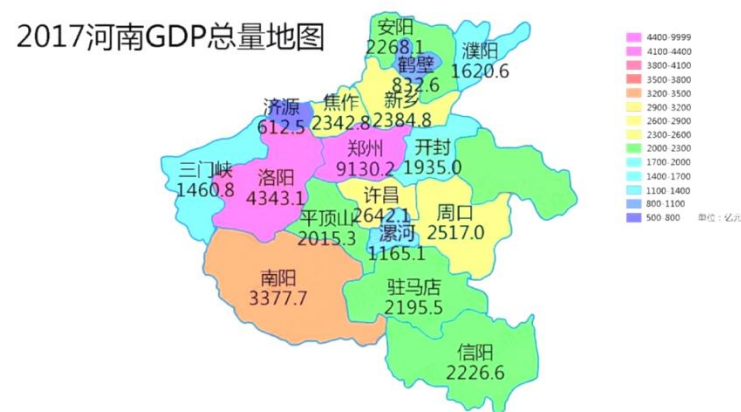 2017河南GDP总量地图
安阳
2268.1
鹤壁
832.6
濮阳
1620.6
济源
612.5
焦作
2342.8
新乡
2384.8
三门峡
1460.8
洛阳
4343.1
郑州
9130.2
开封
1935.0
平顶山
2015.3
许昌
2642.1
周口
2517.0
漯河
1165.1
南阳
3377.7
驻马店
2195.5
信阳
2226.6
4400-9999
4100-4400
3800-4100
3500-3800
3200-3500
2900-3200
2600-2900
2300-2600
2000-2300
1700-2000
1400-1700
1100-1400
800-1100
500-800
单位：亿元